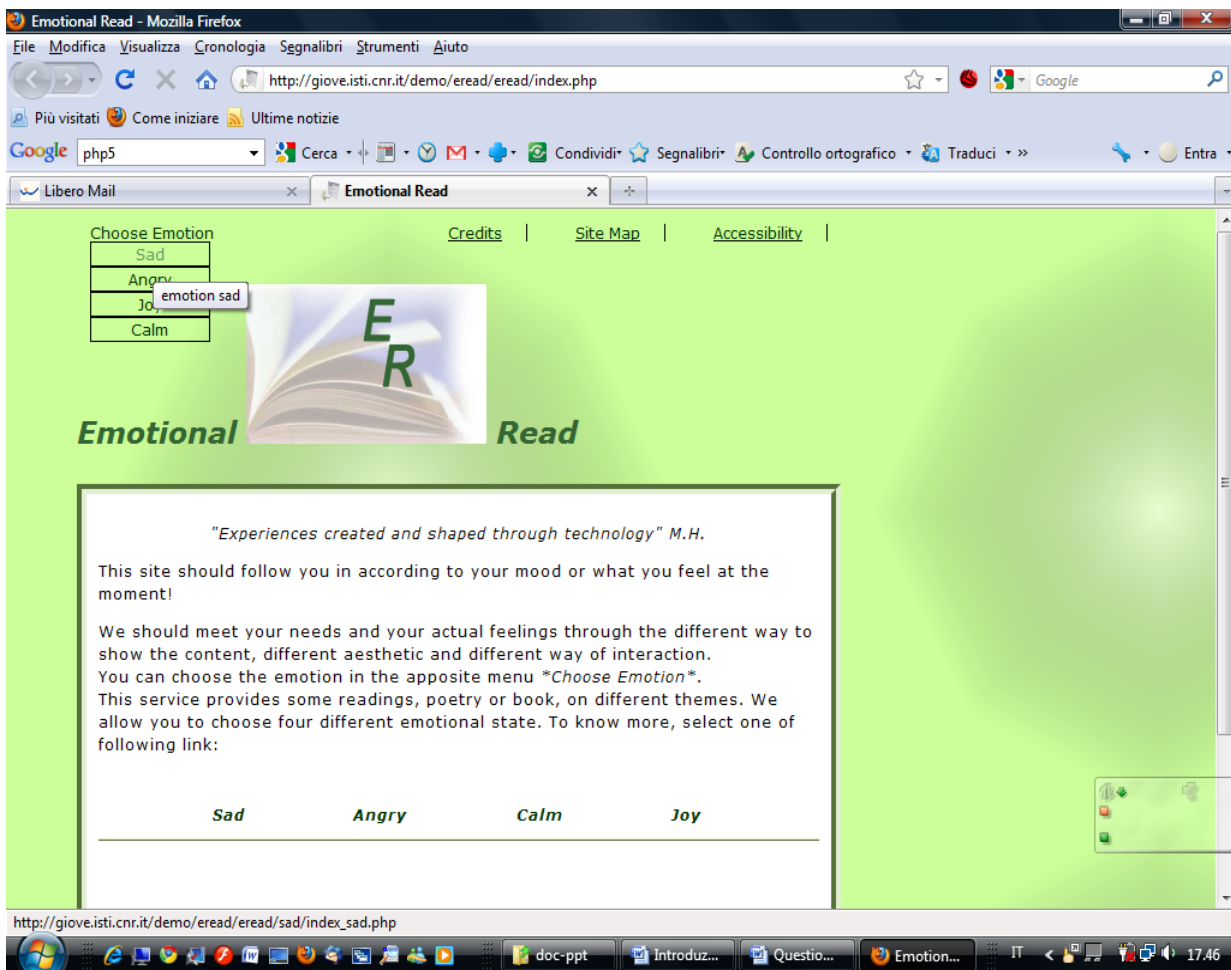 Emotional Read - Mozilla Firefox
File Modifica Visualizza Cronologia Segnalibri Strumenti Aiuto
http://giove.isti.cnr.it/demo/eread/eread/index.php Google
Più visitati Come iniziare Ultime notizie
Google php5 Cerca Condividi Segnalibri Controllo ortografico Traduci » Entra
Libero Mail Emotional Read
Choose Emotion Credits | Site Map | Accessibility |
Sad
Angry
emotion sad
Calm
E
R
Emotional Read
"Experiences created and shaped through technology" M.H.
This site should follow you in according to your mood or what you feel at the
moment!
We should meet your needs and your actual feelings through the different way to
show the content, different aesthetic and different way of interaction.
You can choose the emotion in the apposite menu *Choose Emotion*.
This service provides some readings, poetry or book, on different themes. We
allow you to choose four different emotional state. To know more, select one of
following link:
Sad Angry Calm Joy
http://giove.isti.cnr.it/demo/eread/eread/sad/index_sad.php
doc-ppt Introduz... Questio... Emotion... IT 17.46